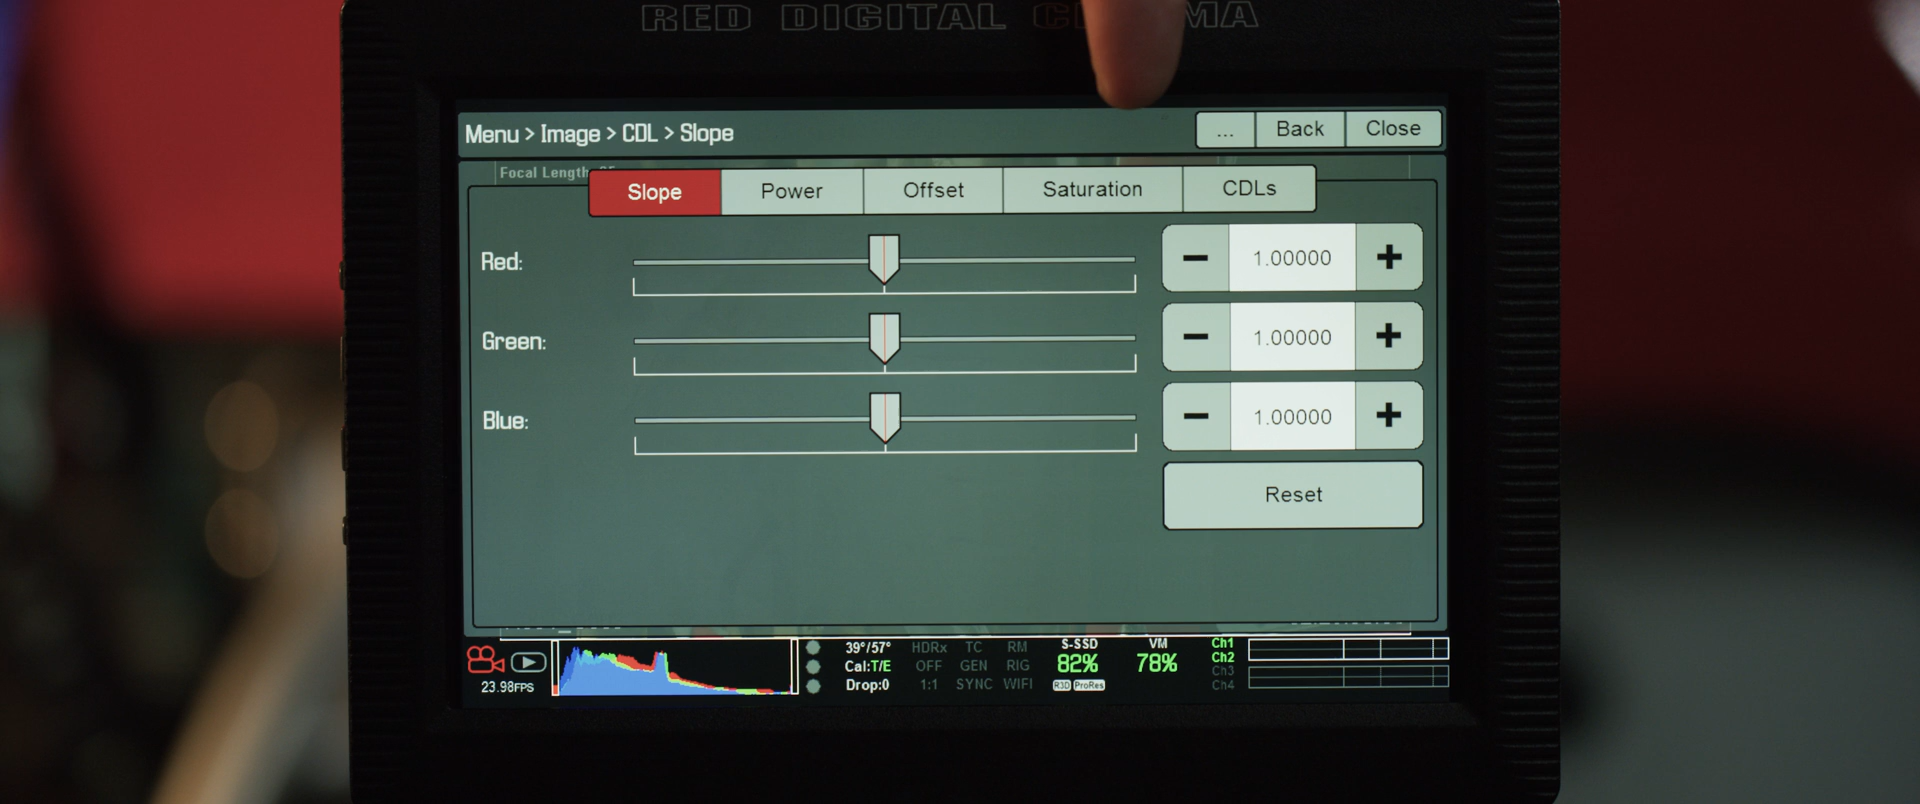 RED DIGITAL
Menu > Image > CDL > Slope
... Back Close
Focal Length
Slope Power Offset Saturation CDLs
Red: 1.00000
Green: 1.00000
Blue: 1.00000
Reset
39°/57° HDRx TC RM S-SSD VM Ch1
Cal:T/E OFF GEN RIG 82% 78% Ch2
Drop:0 1:1 SYNC WIFI R3D ProRes Ch3
23.98FPS Ch4